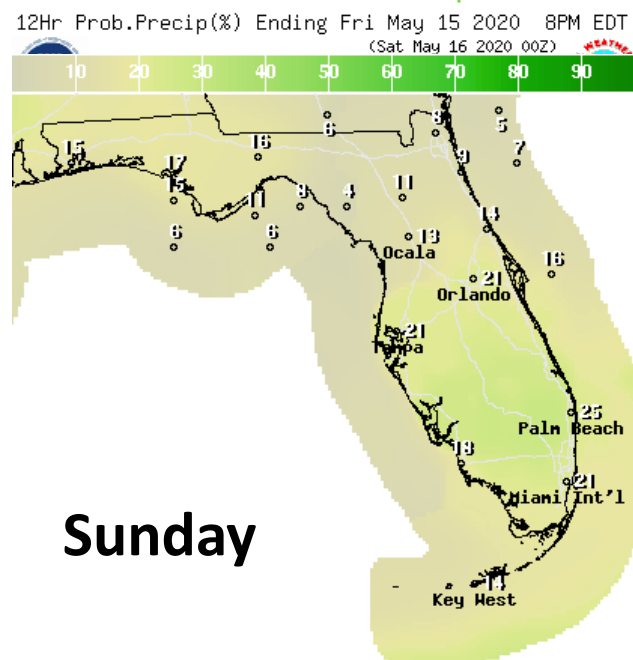 12Hr Prob.Precip(%) Ending Fri May 15 2020 8PM EDT
(Sat May 16 2020 00Z)
WEATHER
10 20 30 40 50 60 70 80 90
5
6
8
7
15
16
17
9
15
11
9
4
11
14
6
6
13
Ocala
16
21
Orlando
21
Tampa
25
Palm Beach
18
21
Miami Int'l
Sunday
14
Key West